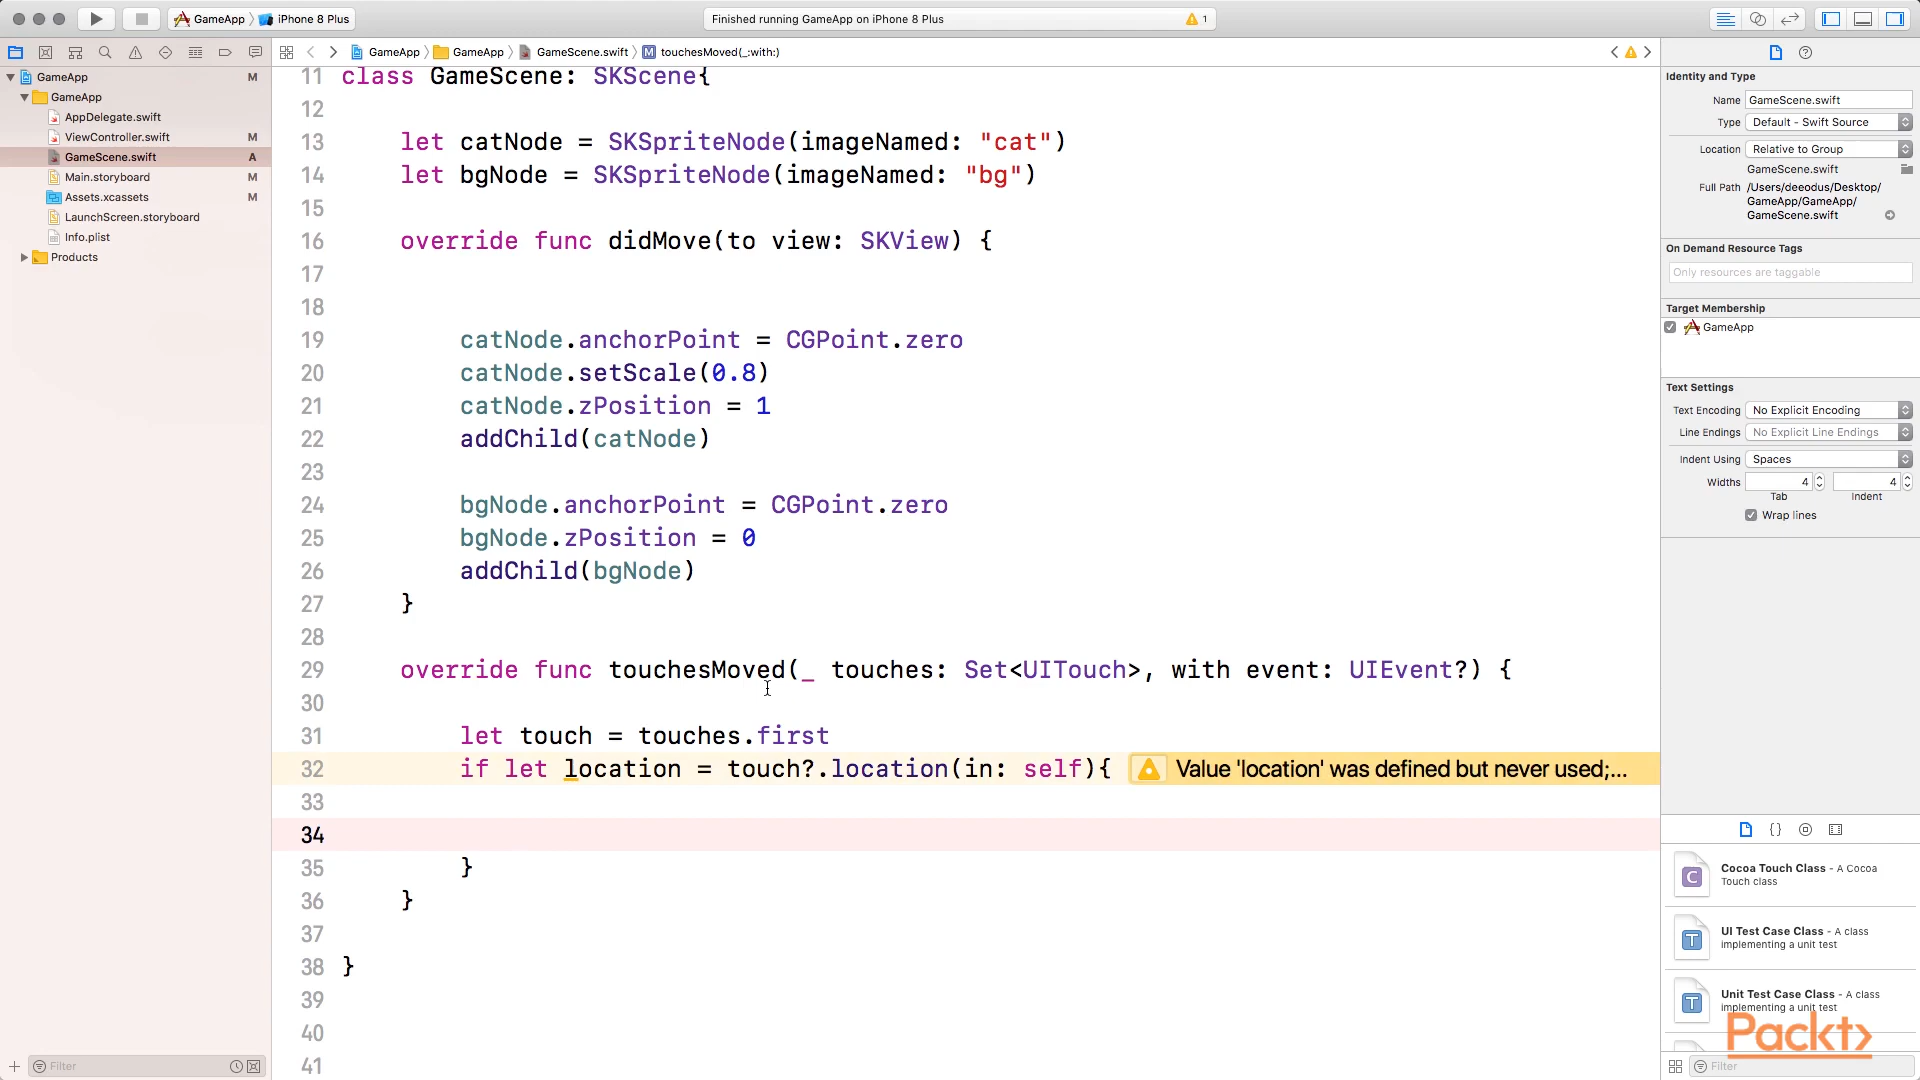 GameApp
iPhone 8 Plus
Finished running GameApp on iPhone 8 Plus
1
GameApp
GameApp
GameScene.swift
M
touchesMoved(_:with:)
GameApp
M
GameApp
AppDelegate.swift
ViewController.swift
M
GameScene.swift
A
Main.storyboard
M
Assets.xcassets
M
LaunchScreen.storyboard
Info.plist
Products
Filter
11 class GameScene: SKScene{
12
13 let catNode = SKSpriteNode(imageNamed: "cat")
14 let bgNode = SKSpriteNode(imageNamed: "bg")
15
16 override func didMove(to view: SKView) {
17
18
19 catNode.anchorPoint = CGPoint.zero
20 catNode.setScale(0.8)
21 catNode.zPosition = 1
22 addChild(catNode)
23
24 bgNode.anchorPoint = CGPoint.zero
25 bgNode.zPosition = 0
26 addChild(bgNode)
27 }
28
29 override func touchesMoved(_ touches: Set<UITouch>, with event: UIEvent?) {
30
31 let touch = touches.first
32 if let location = touch?.location(in: self){ Value 'location' was defined but never used;...
33
34
35 }
36 }
37
38 }
39
40
41
Identity and Type
Name GameScene.swift
Type Default - Swift Source
Location Relative to Group
GameScene.swift
Full Path /Users/deeodus/Desktop/
GameApp/GameApp/
GameScene.swift
On Demand Resource Tags
Only resources are taggable
Target Membership
GameApp
Text Settings
Text Encoding No Explicit Encoding
Line Endings No Explicit Line Endings
Indent Using Spaces
Widths 4 4
Tab Indent
Wrap lines
{ }
C
Cocoa Touch Class - A Cocoa
Touch class
T
UI Test Case Class - A class
implementing a unit test
T
Unit Test Case Class - A class
implementing a unit test
Packt>
Filter